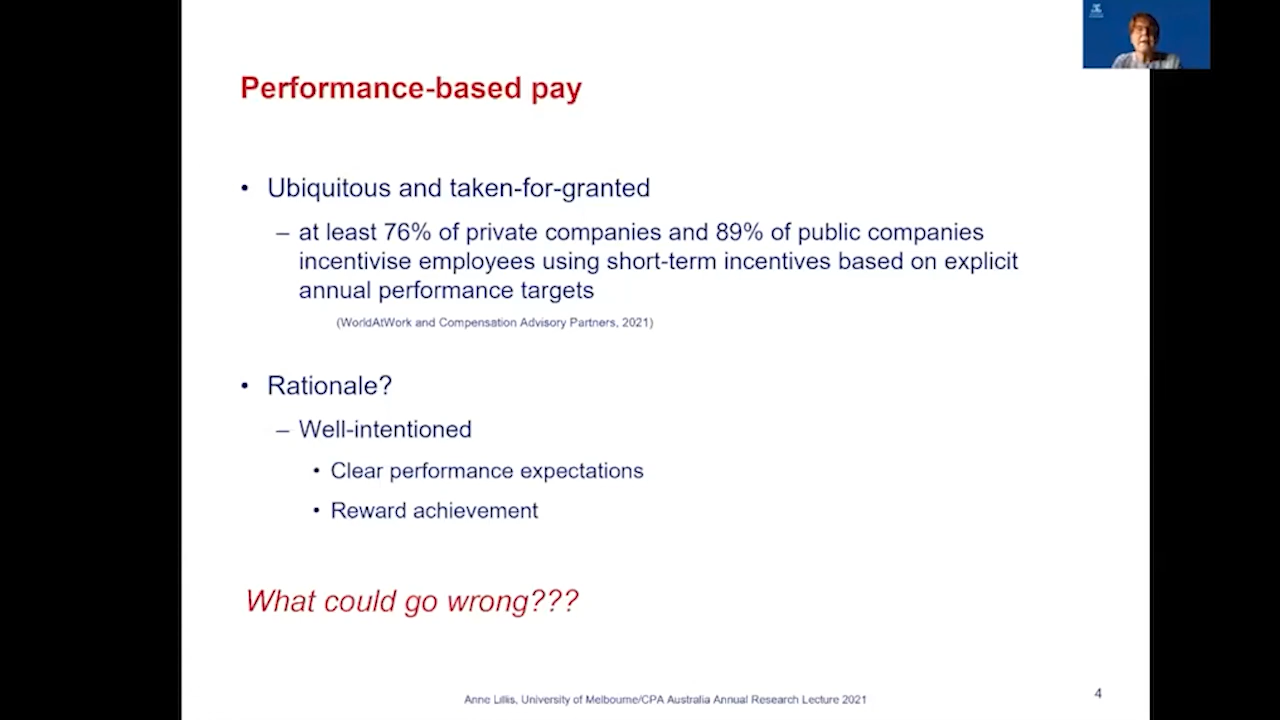 Performance-based pay
• Ubiquitous and taken-for-granted
– at least 76% of private companies and 89% of public companies
incentivise employees using short-term incentives based on explicit
annual performance targets
(WorldAtWork and Compensation Advisory Partners, 2021)
• Rationale?
– Well-intentioned
• Clear performance expectations
• Reward achievement
What could go wrong???
Anne Lillis, University of Melbourne/CPA Australia Annual Research Lecture 2021
4